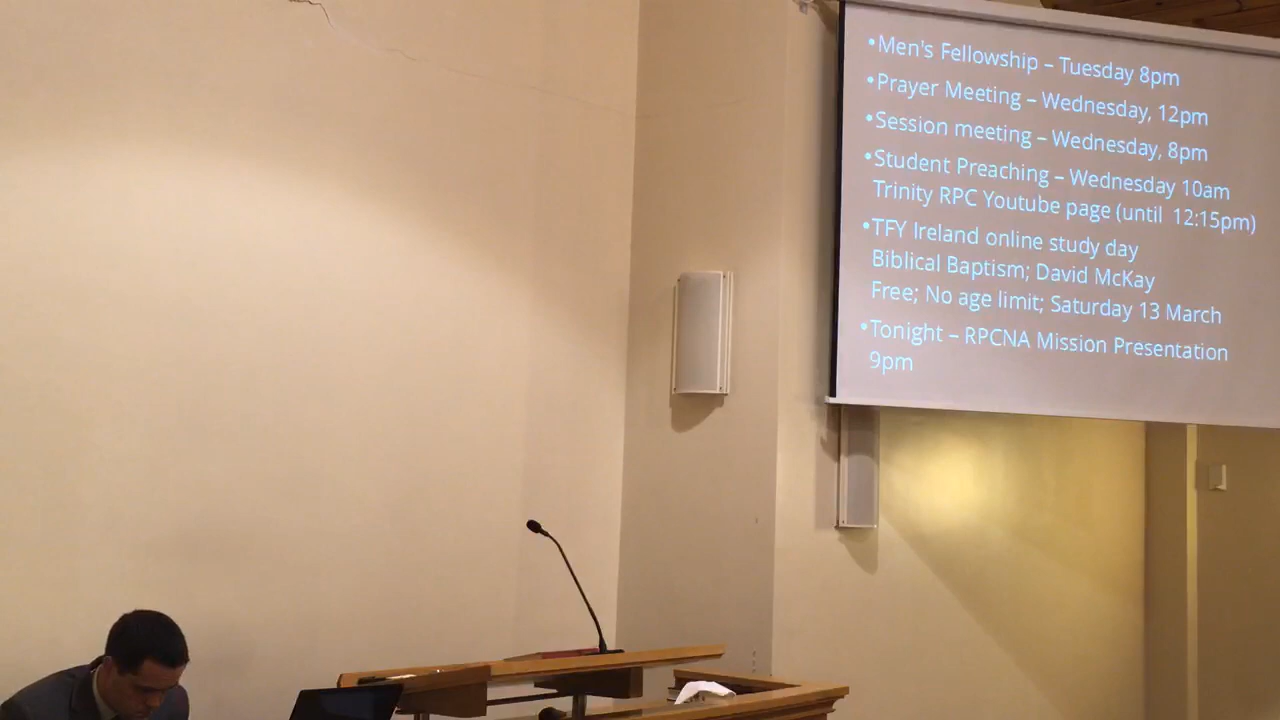 •Men's Fellowship – Tuesday 8pm
•Prayer Meeting – Wednesday, 12pm
•Session meeting – Wednesday, 8pm
•Student Preaching – Wednesday 10am
Trinity RPC Youtube page (until 12:15pm)
•TFY Ireland online study day
Biblical Baptism; David McKay
Free; No age limit; Saturday 13 March
•Tonight – RPCNA Mission Presentation
9pm